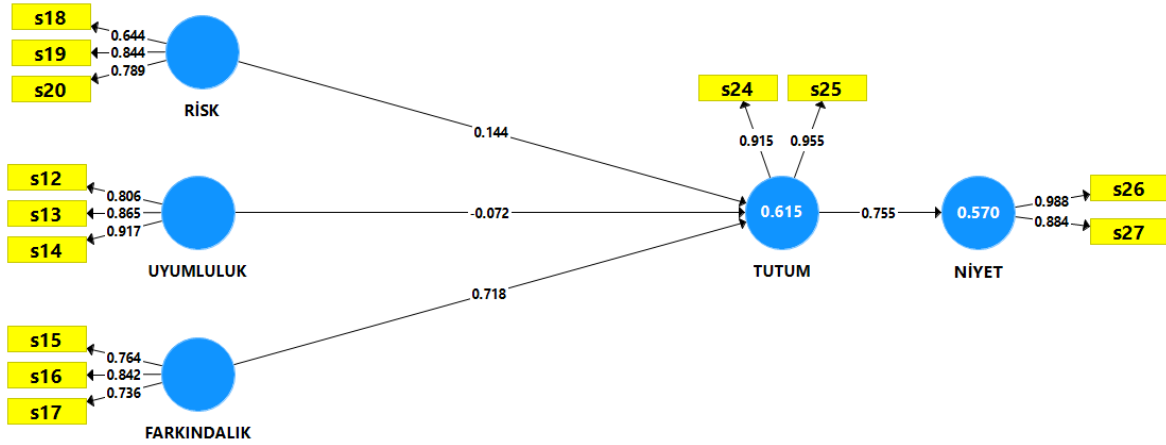 s18
0.644
s19
0.844
s20
0.789
RİSK
0.144
s12
0.806
s13
0.865
s14
0.917
UYUMLULUK
-0.072
s15
0.764
s16
0.842
s17
0.736
FARKINDALIK
0.718
s24
s25
0.915
0.955
0.615
TUTUM
0.755
0.570
NİYET
0.988
s26
0.884
s27